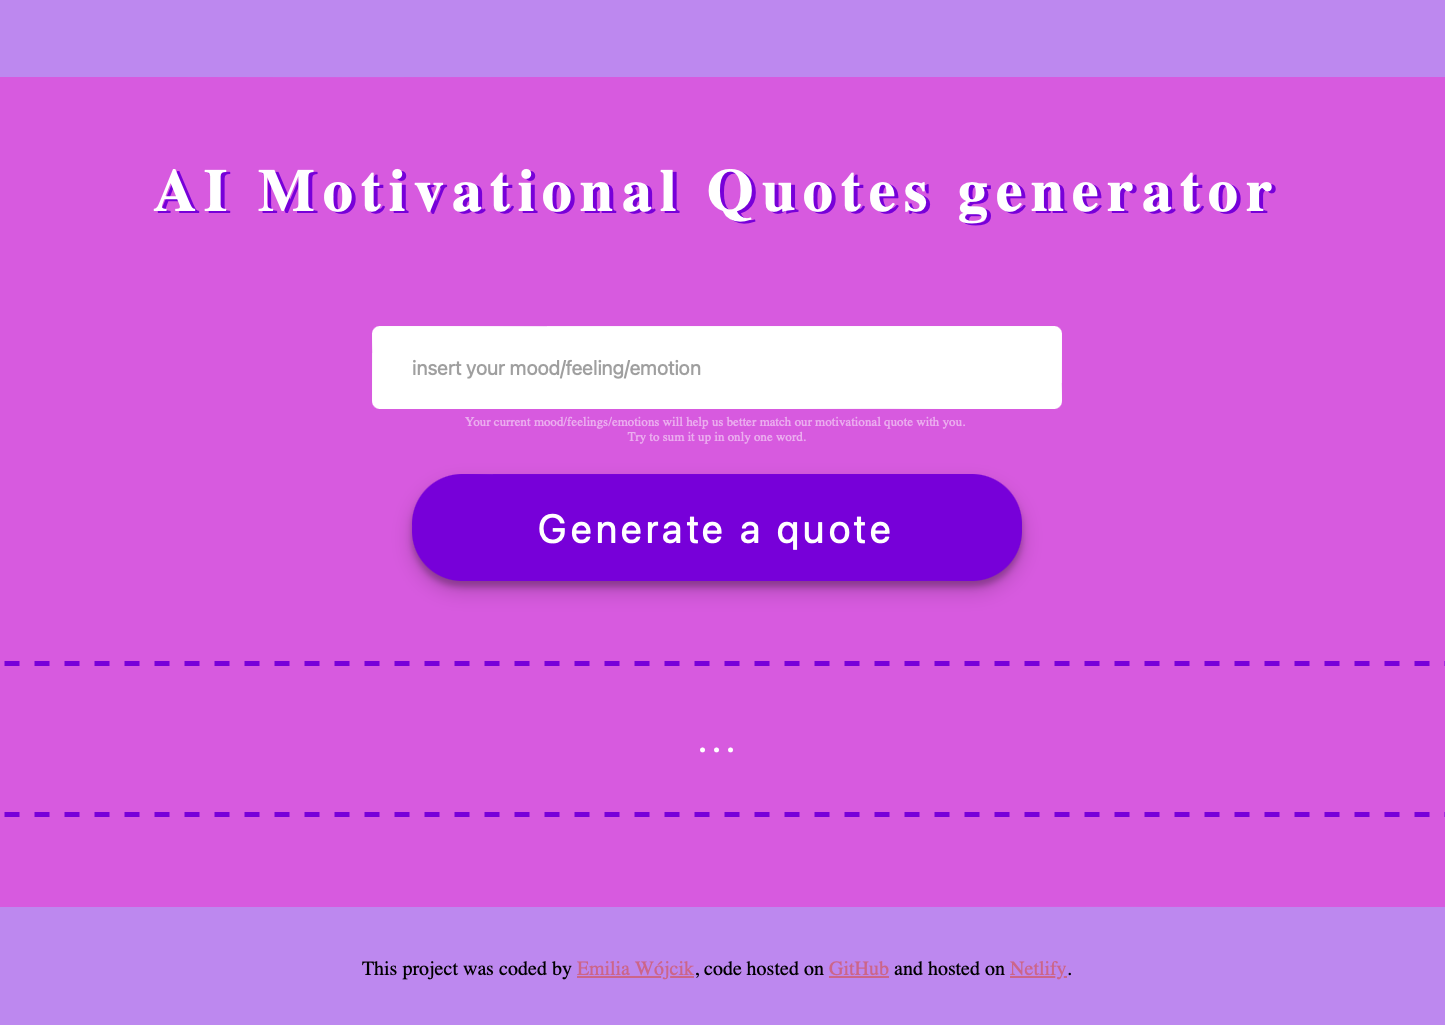 AI Motivational Quotes generator
insert your mood/feeling/emotion
Your current mood/feelings/emotions will help us better match our motivational quote with you.
Try to sum it up in only one word.
Generate a quote
...
This project was coded by Emilia Wójcik, code hosted on GitHub and hosted on Netlify.